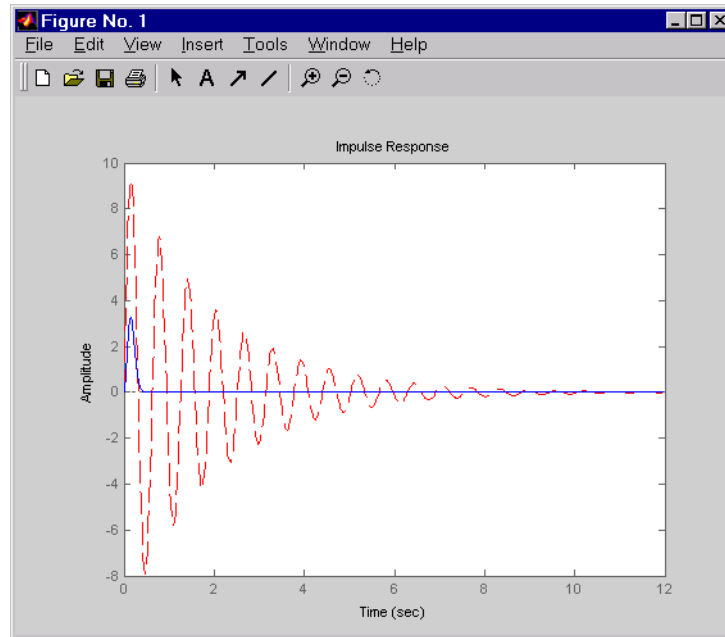 Figure No. 1
File Edit View Insert Tools Window Help
A
Impulse Response
10
8
6
4
2
0
-2
-4
-6
-8
Amplitude
0 2 4 6 8 10 12
Time (sec)